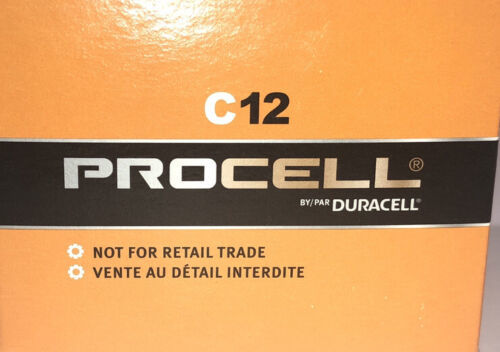 C12
PROCELL®
BY/PAR DURACELL®
NOT FOR RETAIL TRADE
VENTE AU DÉTAIL INTERDITE